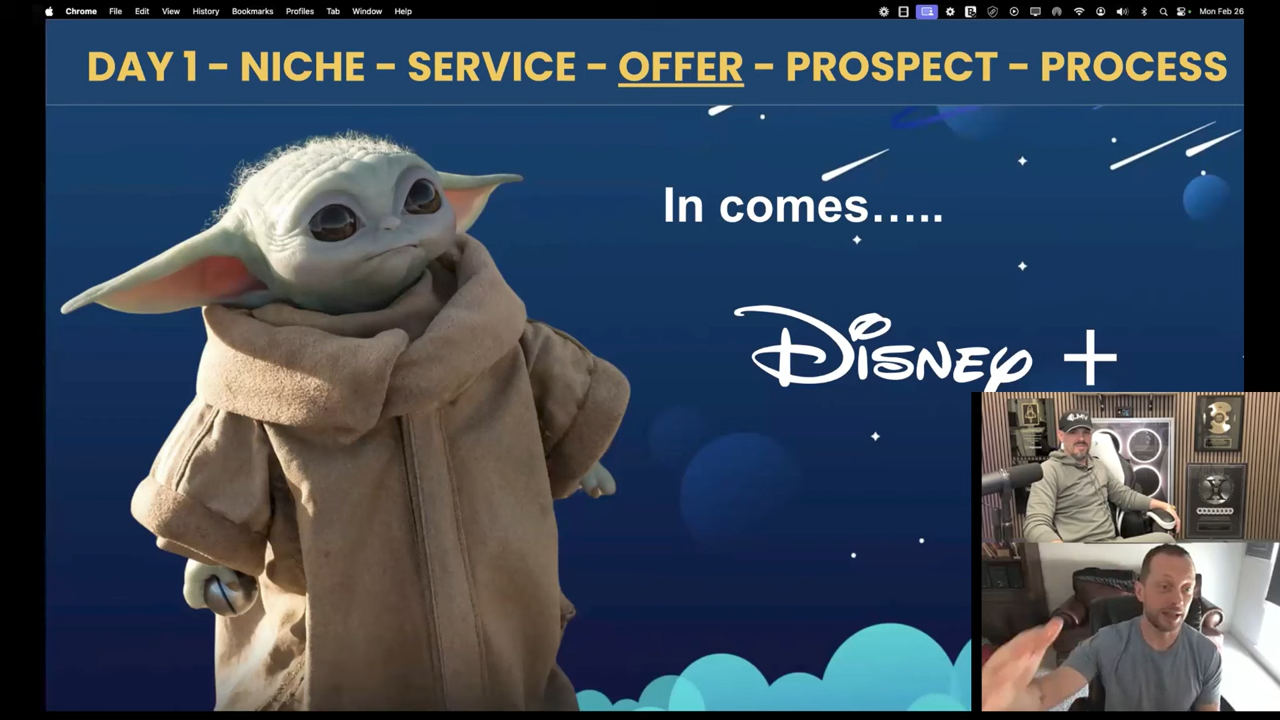 Chrome File Edit View History Bookmarks Profiles Tab Window Help Mon Feb 26
DAY 1 - NICHE - SERVICE - OFFER - PROSPECT - PROCESS
In comes.....
Disney +